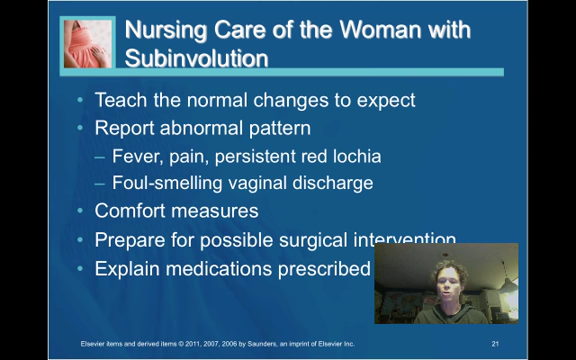 Nursing Care of the Woman with
Subinvolution
• Teach the normal changes to expect
• Report abnormal pattern
– Fever, pain, persistent red lochia
– Foul-smelling vaginal discharge
• Comfort measures
• Prepare for possible surgical intervention
• Explain medications prescribed
Elsevier items and derived items © 2011, 2007, 2006 by Saunders, an imprint of Elsevier Inc.
21